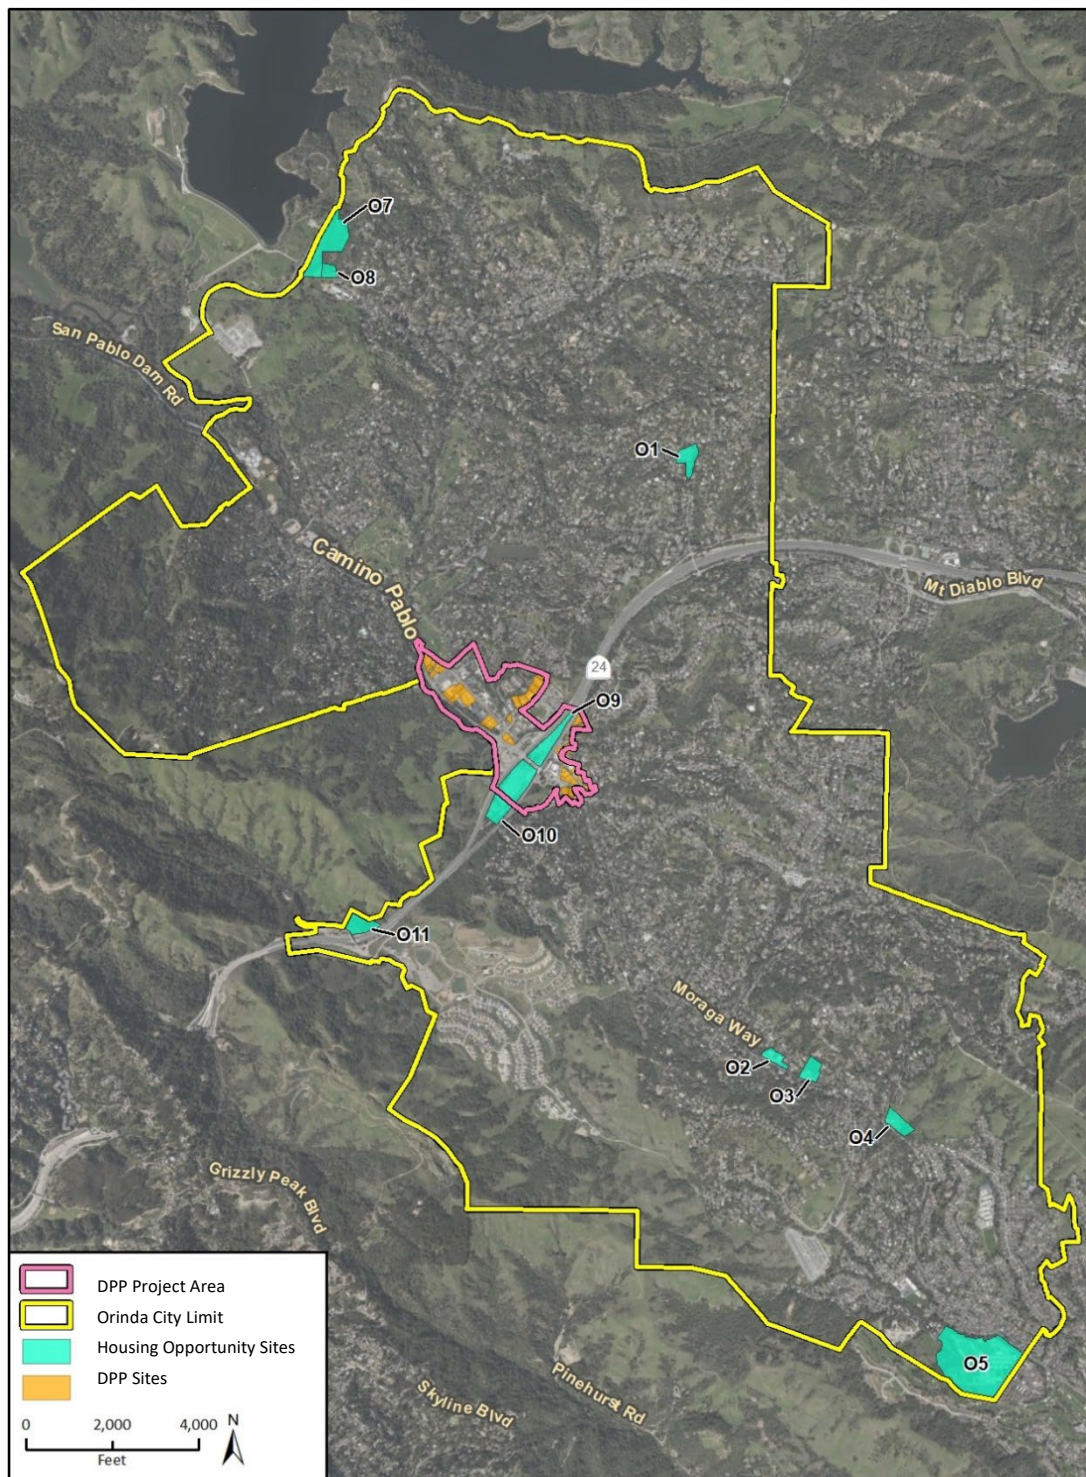 O7
O8
San Pablo Dam Rd
O1
Camino Pablo
Mt Diablo Blvd
24
O9
O10
O11
Moraga Way
O2
O3
O4
Grizzly Peak Blvd
O5
Pinehurst Rd
Skyline Blvd
DPP Project Area
Orinda City Limit
Housing Opportunity Sites
DPP Sites
0 2,000 4,000 N
Feet